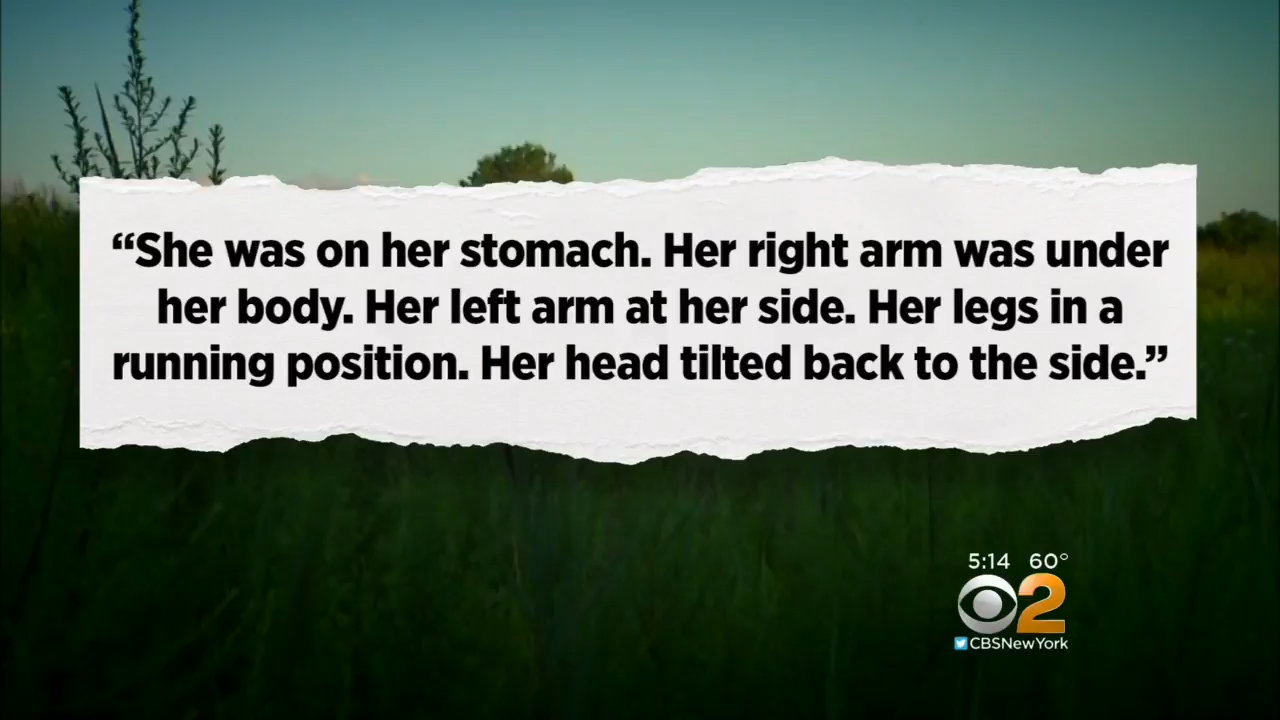 “She was on her stomach. Her right arm was under
her body. Her left arm at her side. Her legs in a
running position. Her head tilted back to the side.”
5:14 60°
2
CBSNewYork